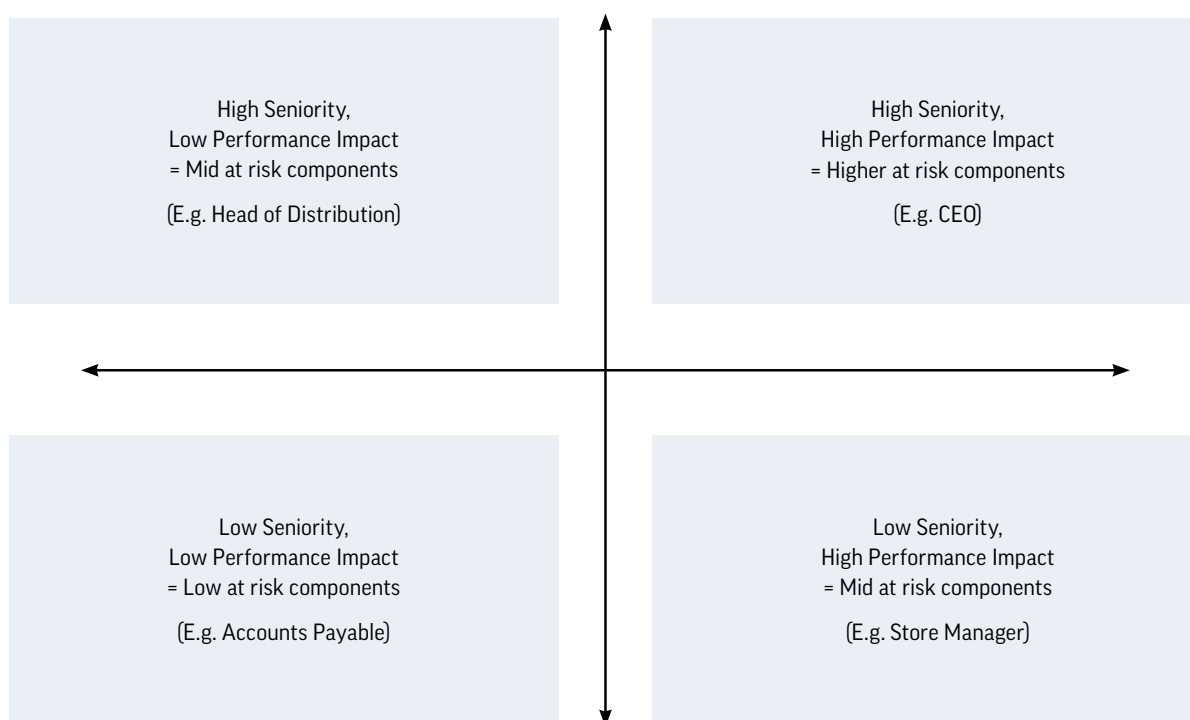 High Seniority,
Low Performance Impact
= Mid at risk components
(E.g. Head of Distribution)
High Seniority,
High Performance Impact
= Higher at risk components
(E.g. CEO)
Low Seniority,
Low Performance Impact
= Low at risk components
(E.g. Accounts Payable)
Low Seniority,
High Performance Impact
= Mid at risk components
(E.g. Store Manager)